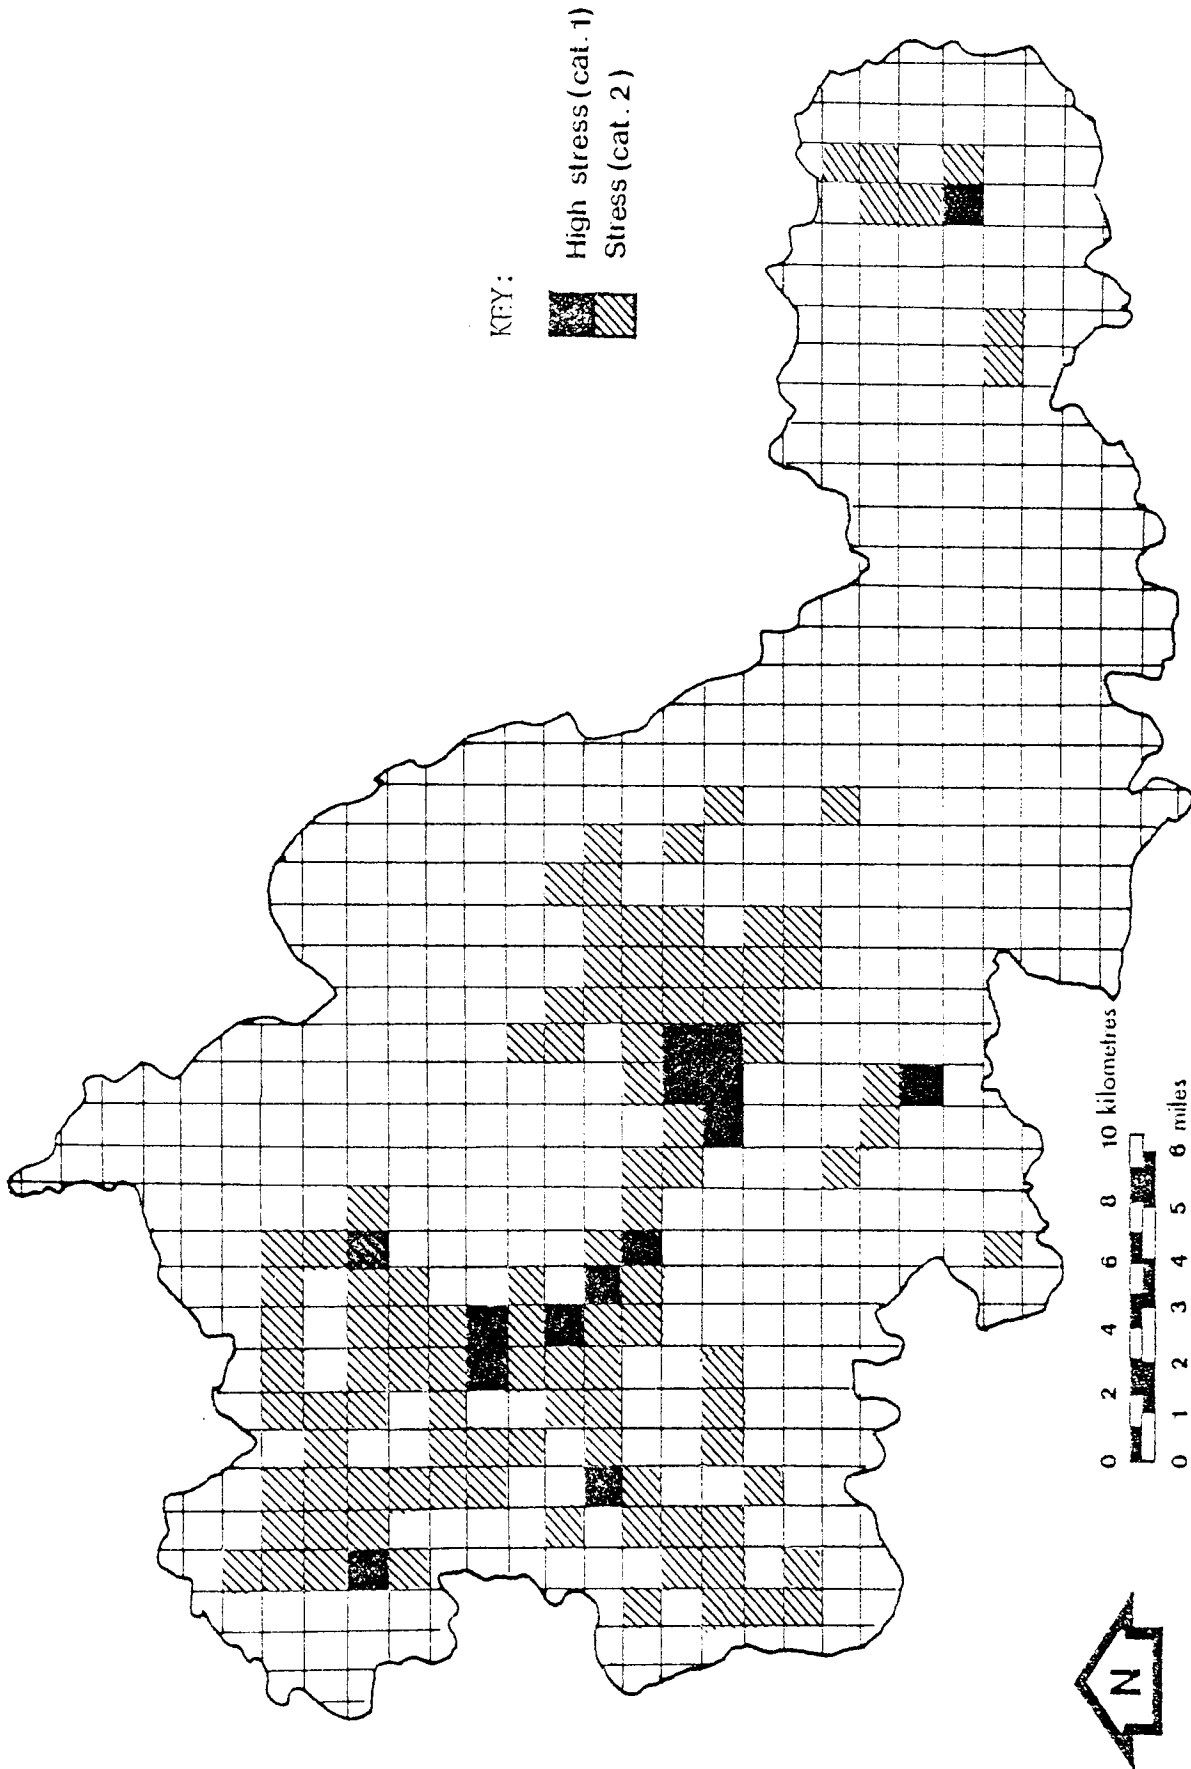 KEY:
High stress (cat. 1)
Stress (cat. 2)
0 2 4 6 8 10 kilometres
0 1 2 3 4 5 6 miles
N